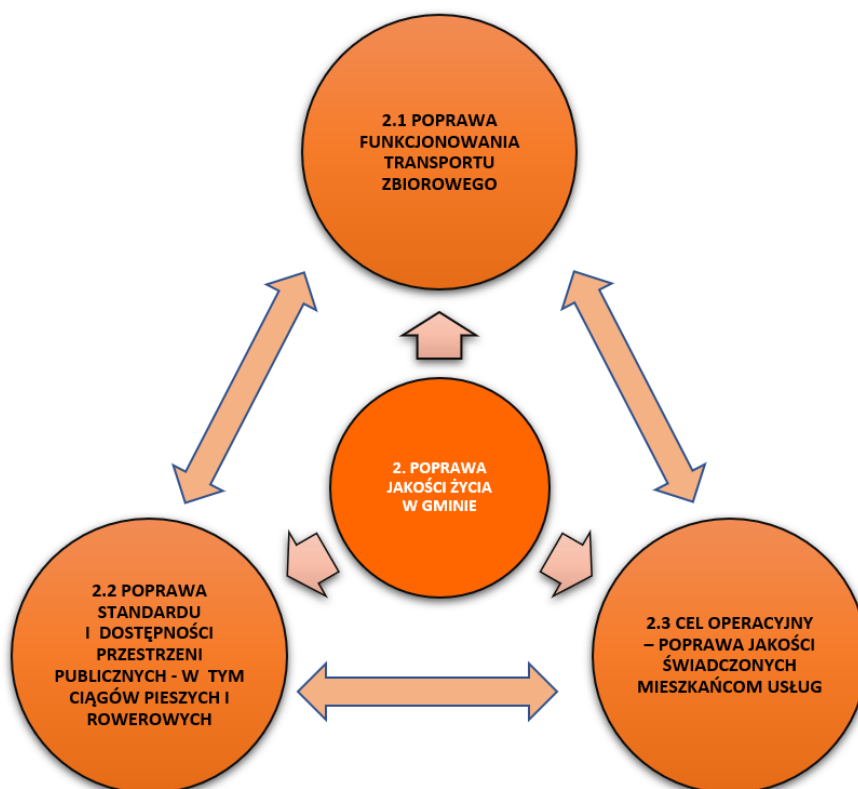 2.1 POPRAWA
FUNKCJONOWANIA
TRANSPORTU
ZBIOROWEGO
2. POPRAWA
JAKOŚCI ŻYCIA
W GMINIE
2.2 POPRAWA
STANDARDU
I DOSTĘPNOŚCI
PRZESTRZENI
PUBLICZNYCH - W TYM
CIĄGÓW PIESZYCH I
ROWEROWYCH
2.3 CEL OPERACYJNY
– POPRAWA JAKOŚCI
ŚWIADCZONYCH
MIESZKAŃCOM USŁUG